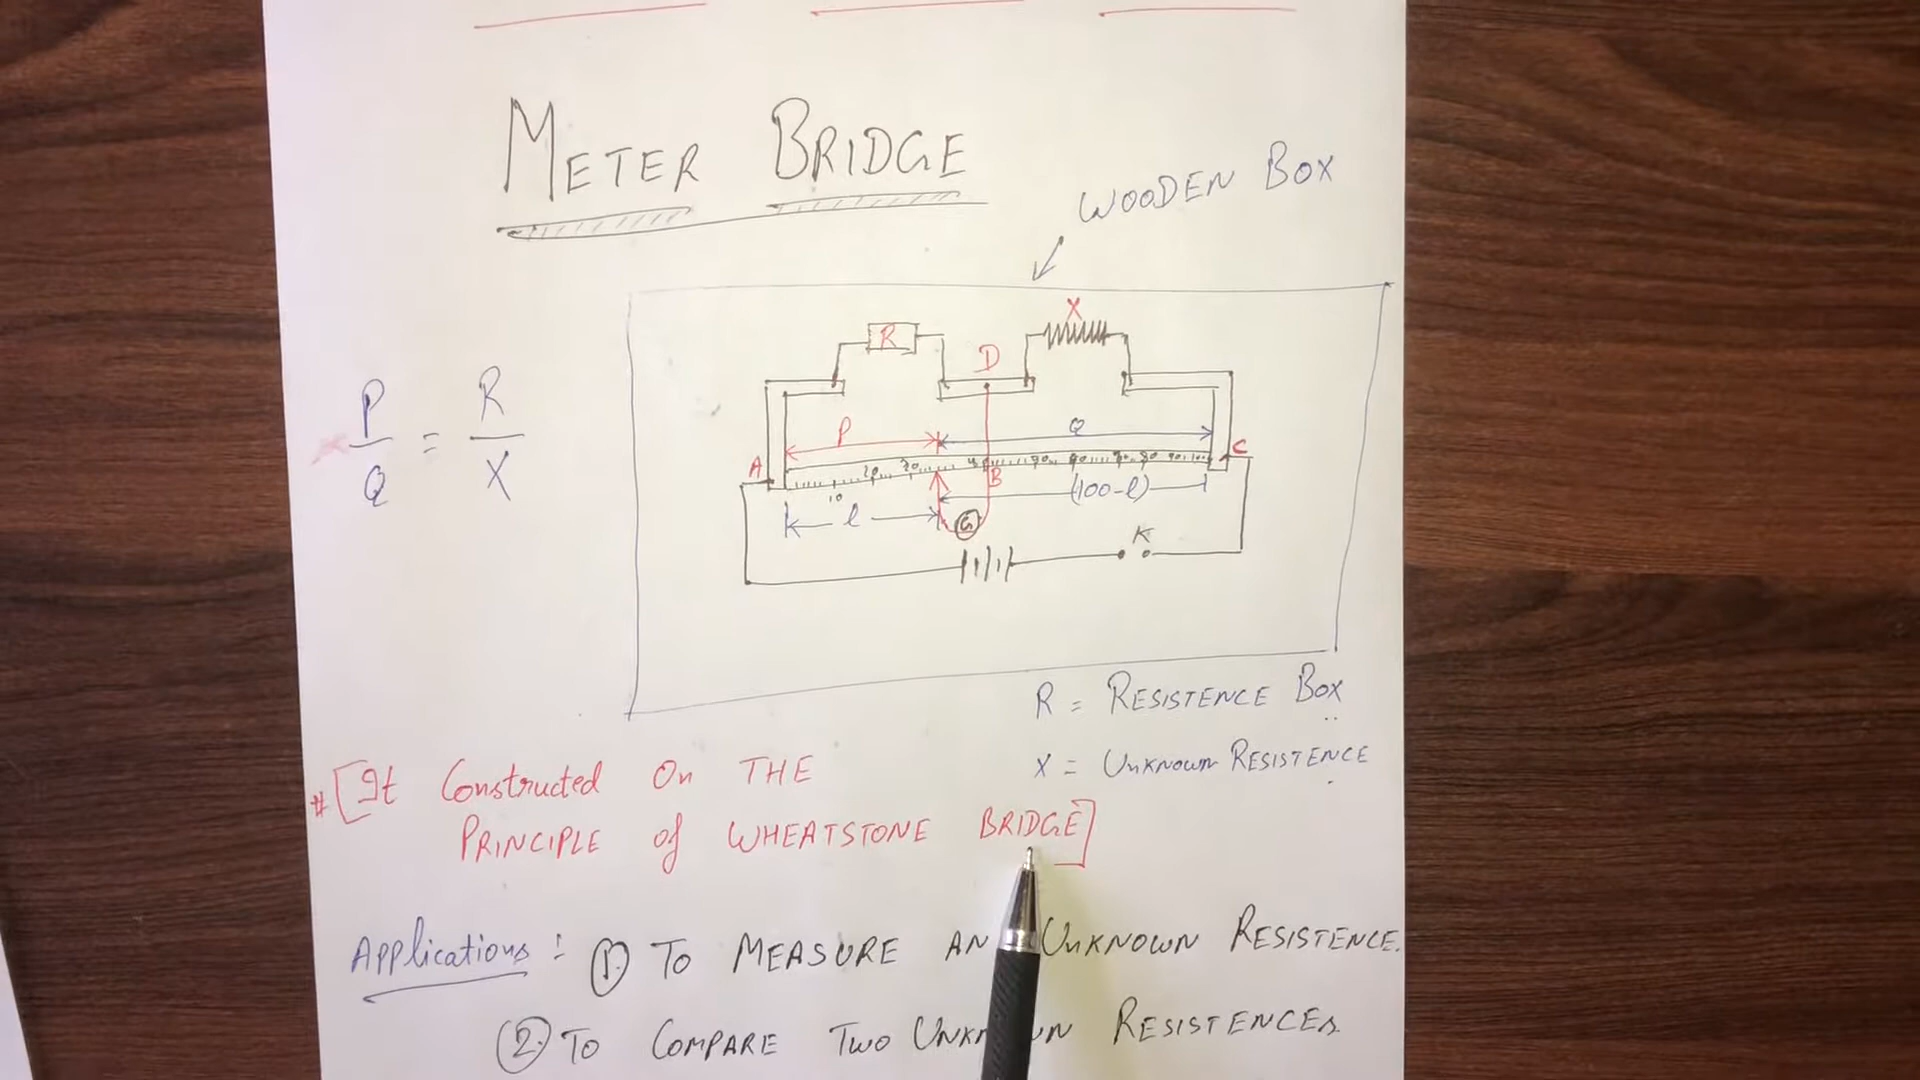 METER BRIDGE
WOODEN BOX
P/Q = R/X
R
X
D
P
Q
A
C
B
10
l
(100-l)
G
K
R = RESISTENCE BOX
X = UNKNOWN RESISTENCE
# [It Constructed On THE
PRINCIPLE of WHEATSTONE BRIDGE]
Applications : (1) TO MEASURE AN UNKNOWN RESISTENCE.
(2) TO COMPARE TWO RESISTENCES